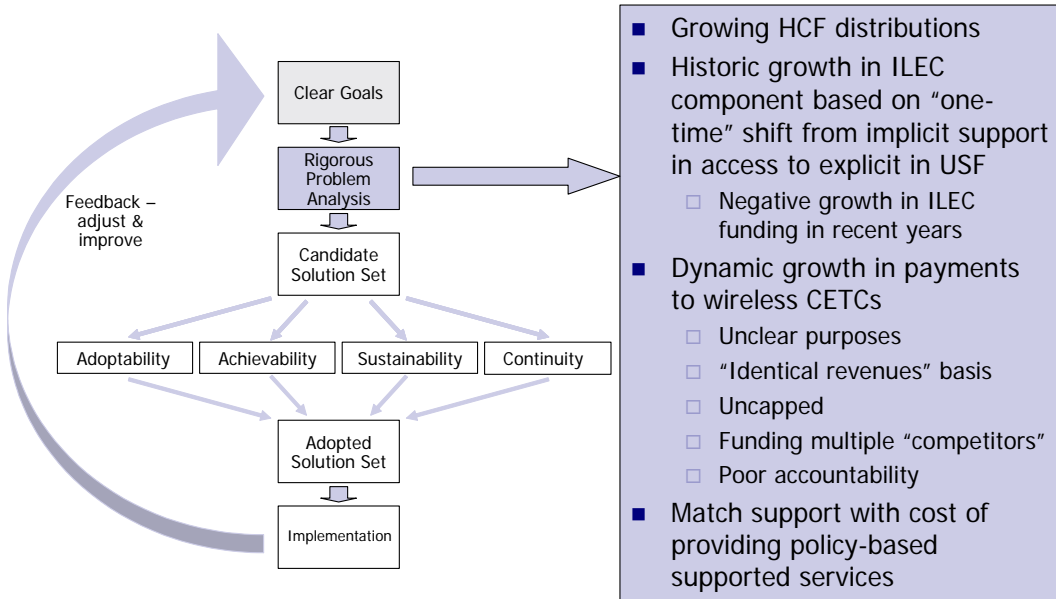 Clear Goals
Rigorous
Problem
Analysis
Feedback –
adjust &
improve
Candidate
Solution Set
Adoptability
Achievability
Sustainability
Continuity
Adopted
Solution Set
Implementation
Growing HCF distributions
Historic growth in ILEC
component based on “one-
time” shift from implicit support
in access to explicit in USF
Negative growth in ILEC
funding in recent years
Dynamic growth in payments
to wireless CETCs
Unclear purposes
“Identical revenues” basis
Uncapped
Funding multiple “competitors”
Poor accountability
Match support with cost of
providing policy-based
supported services